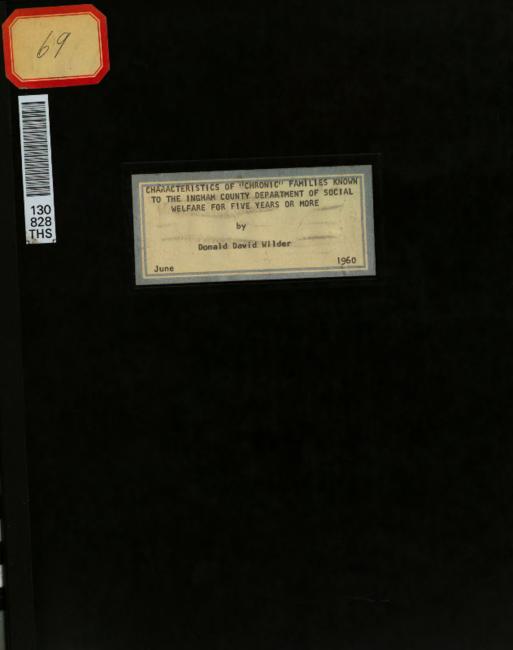 69
130
828
THS
CHARACTERISTICS OF "CHRONIC" FAMILIES KNOWN
TO THE INGHAM COUNTY DEPARTMENT OF SOCIAL
WELFARE FOR FIVE YEARS OR MORE
by
Donald David Wilder
June 1960